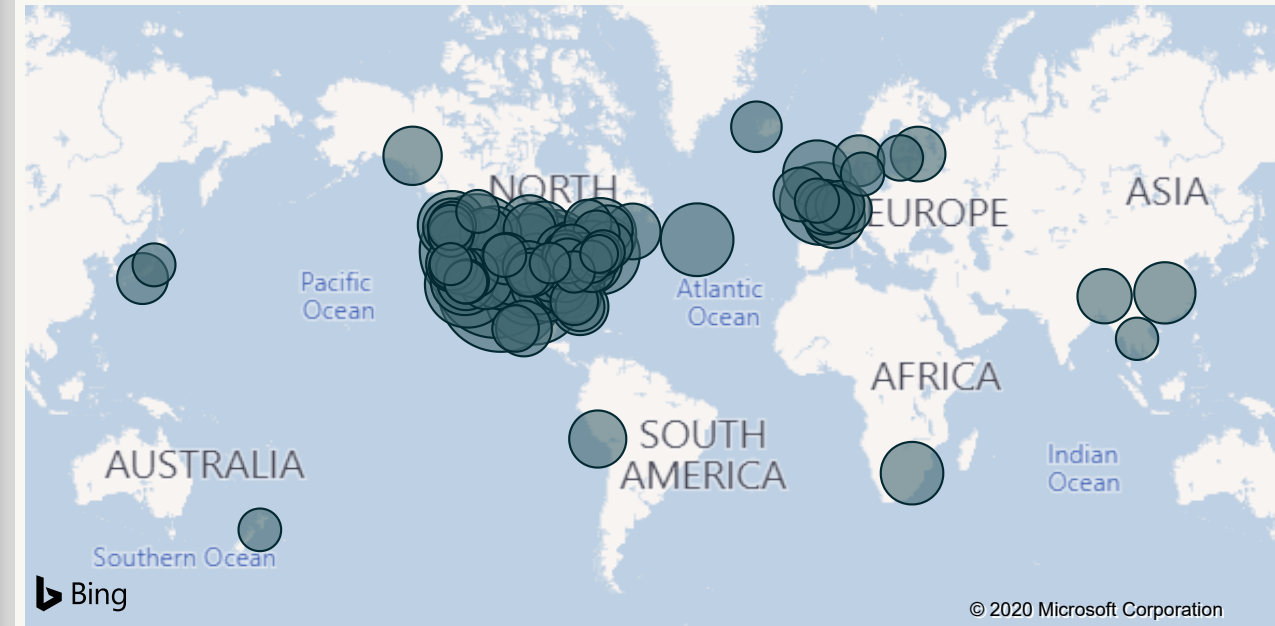 NORTH
ASIA
EUROPE
Pacific
Ocean
Atlantic
Ocean
AFRICA
SOUTH
AMERICA
AUSTRALIA
Indian
Ocean
Southern Ocean
Bing
© 2020 Microsoft Corporation